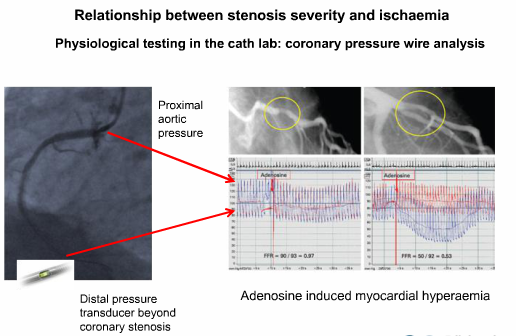 Relationship between stenosis severity and ischaemia
Physiological testing in the cath lab: coronary pressure wire analysis
Proximal
aortic
pressure
Adenosine
Adenosine
FFR = 90 / 93 = 0.97
FFR = 50 / 92 = 0.53
Distal pressure
transducer beyond
coronary stenosis
Adenosine induced myocardial hyperaemia